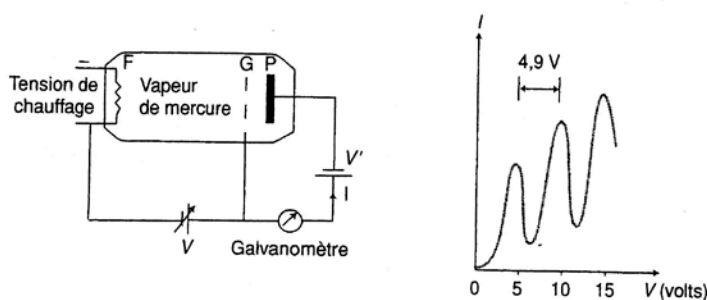 F
G P
Tension de
chauffage
Vapeur
de mercure
V'
I
V
Galvanomètre
I
4,9 V
0 5 10 15 V (volts)